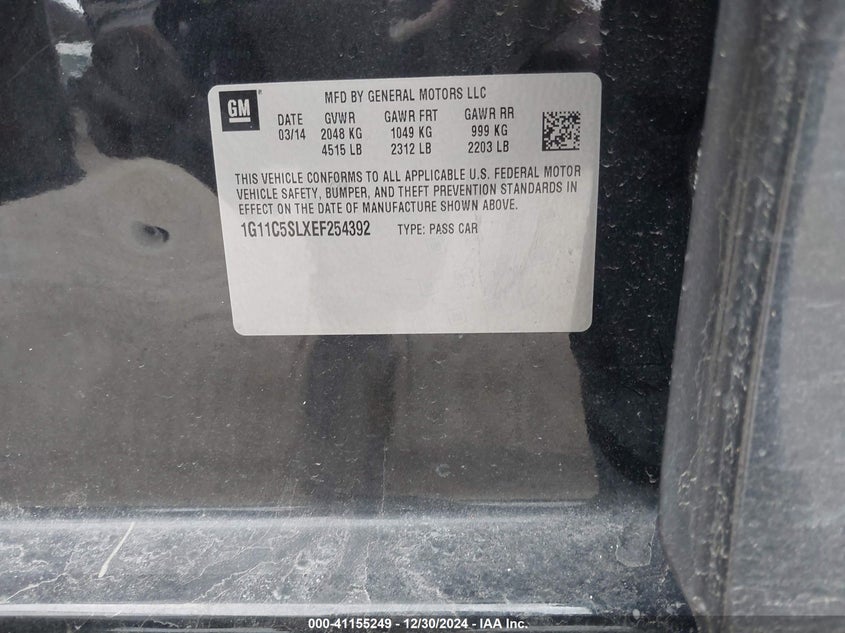 GM
MFD BY GENERAL MOTORS LLC
DATE GVWR GAWR FRT GAWR RR
03/14 2048 KG 1049 KG 999 KG
4515 LB 2312 LB 2203 LB
THIS VEHICLE CONFORMS TO ALL APPLICABLE U.S. FEDERAL MOTOR
VEHICLE SAFETY, BUMPER, AND THEFT PREVENTION STANDARDS IN
EFFECT ON THE DATE OF MANUFACTURE SHOWN ABOVE.
1G11C5SLXEF254392 TYPE: PASS CAR
000-41155249 - 12/30/2024 - IAA Inc.